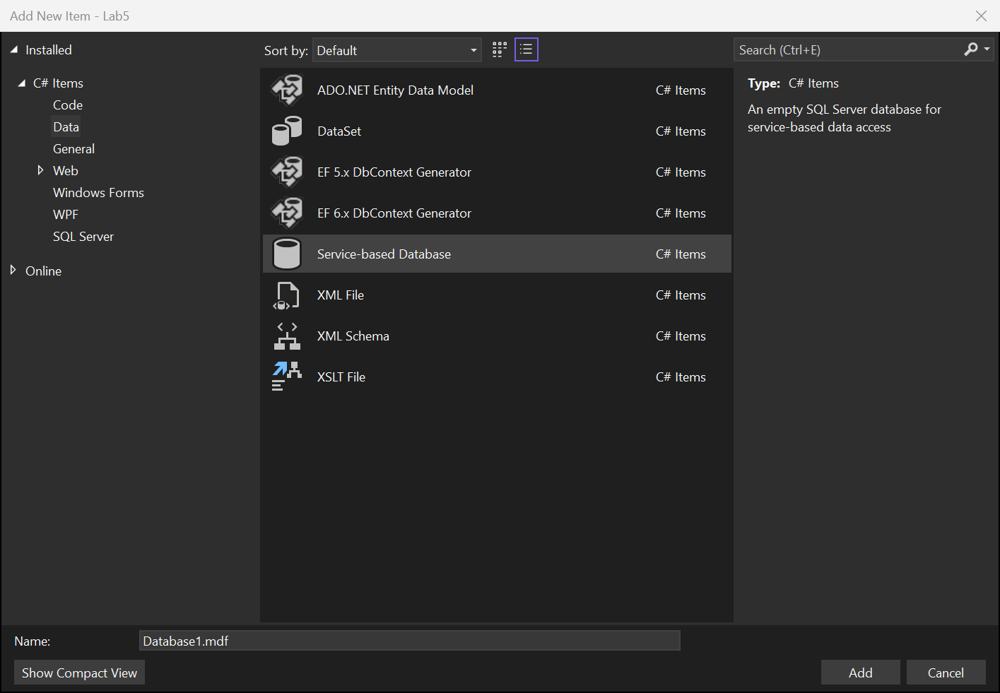 Add New Item - Lab5
Installed
C# Items
Code
Data
General
Web
Windows Forms
WPF
SQL Server
Online
Sort by: Default
ADO.NET Entity Data Model C# Items
DataSet C# Items
EF 5.x DbContext Generator C# Items
EF 6.x DbContext Generator C# Items
Service-based Database C# Items
XML File C# Items
XML Schema C# Items
XSLT File C# Items
Search (Ctrl+E)
Type: C# Items
An empty SQL Server database for
service-based data access
Name: Database1.mdf
Show Compact View Add Cancel